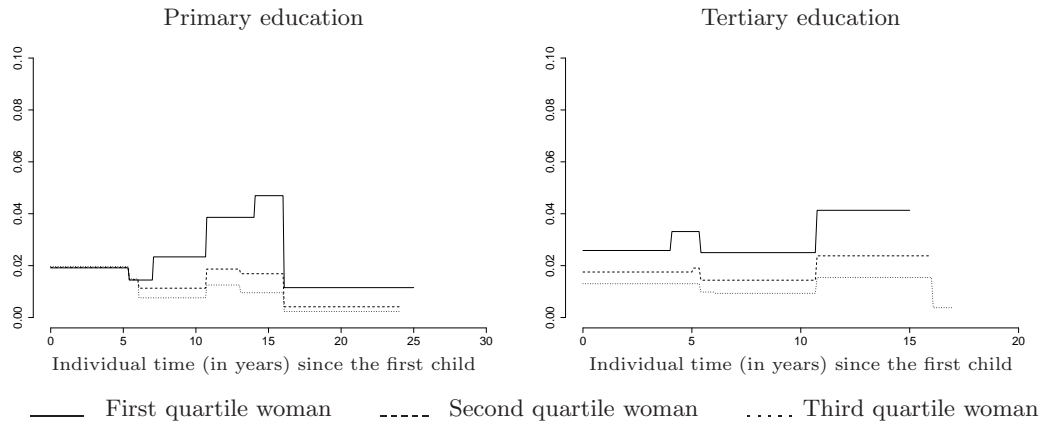 Primary education
Tertiary education
0.10
0.08
0.06
0.04
0.02
0.00
0 5 10 15 20 25 30
Individual time (in years) since the first child
0.10
0.08
0.06
0.04
0.02
0.00
0 5 10 15 20
Individual time (in years) since the first child
First quartile woman
Second quartile woman
Third quartile woman